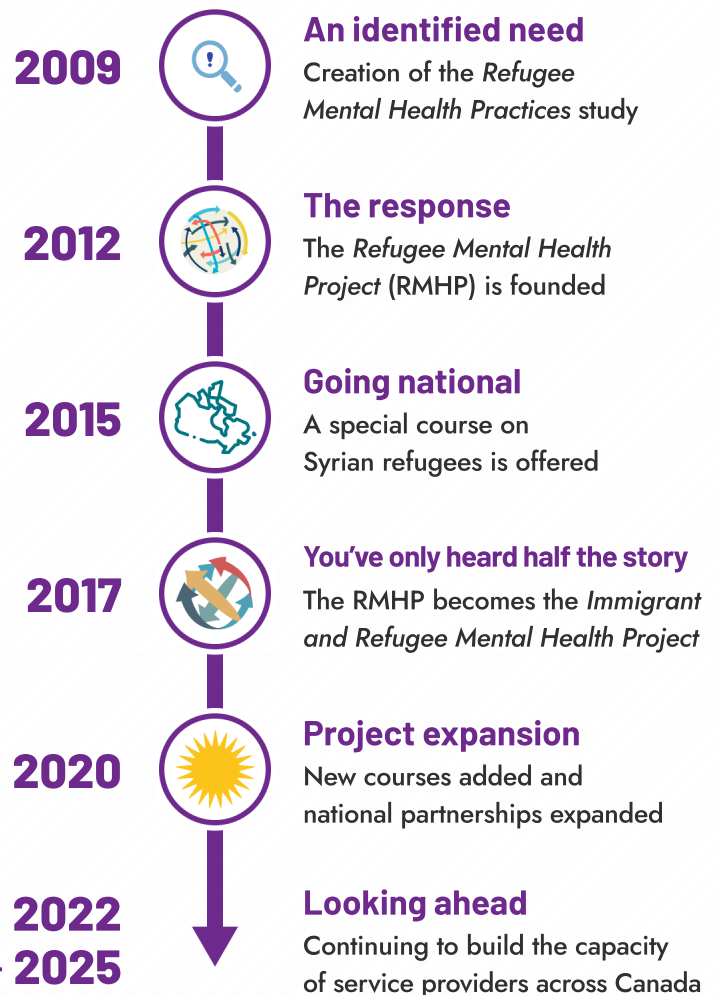 2009
An identified need
Creation of the Refugee
Mental Health Practices study
2012
The response
The Refugee Mental Health
Project (RMHP) is founded
2015
Going national
A special course on
Syrian refugees is offered
2017
You've only heard half the story
The RMHP becomes the Immigrant
and Refugee Mental Health Project
2020
Project expansion
New courses added and
national partnerships expanded
2022
- 2025
Looking ahead
Continuing to build the capacity
of service providers across Canada